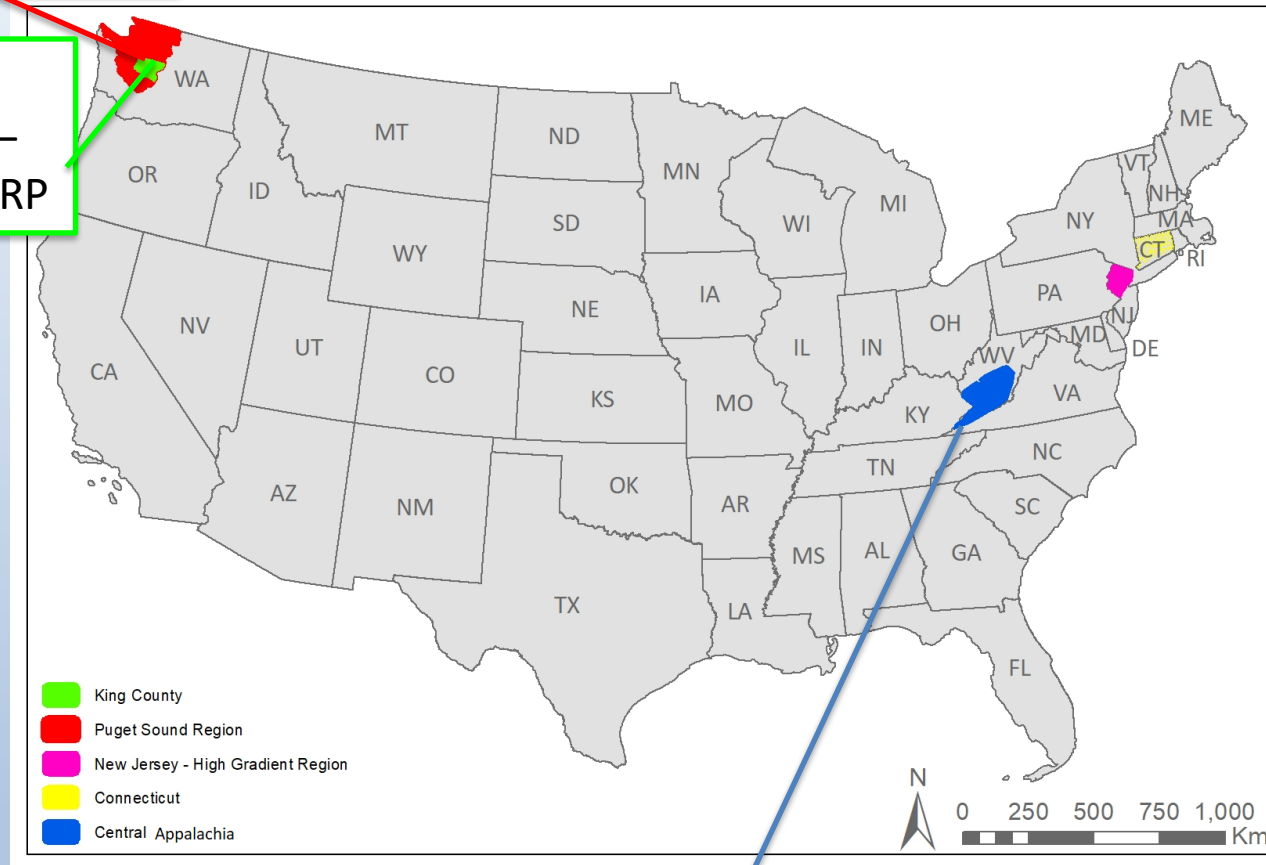 –
RP
WA
MT
ND
MN
ME
OR
ID
SD
WI
MI
VT
NH
NY
MA
WY
CT
RI
NV
UT
NE
IA
PA
NJ
CA
CO
IL
IN
OH
MD
DE
WV
KS
MO
KY
VA
AZ
NM
OK
AR
TN
NC
SC
MS
AL
GA
TX
LA
FL
King County
Puget Sound Region
New Jersey - High Gradient Region
Connecticut
Central Appalachia
N
0 250 500 750 1,000
Km